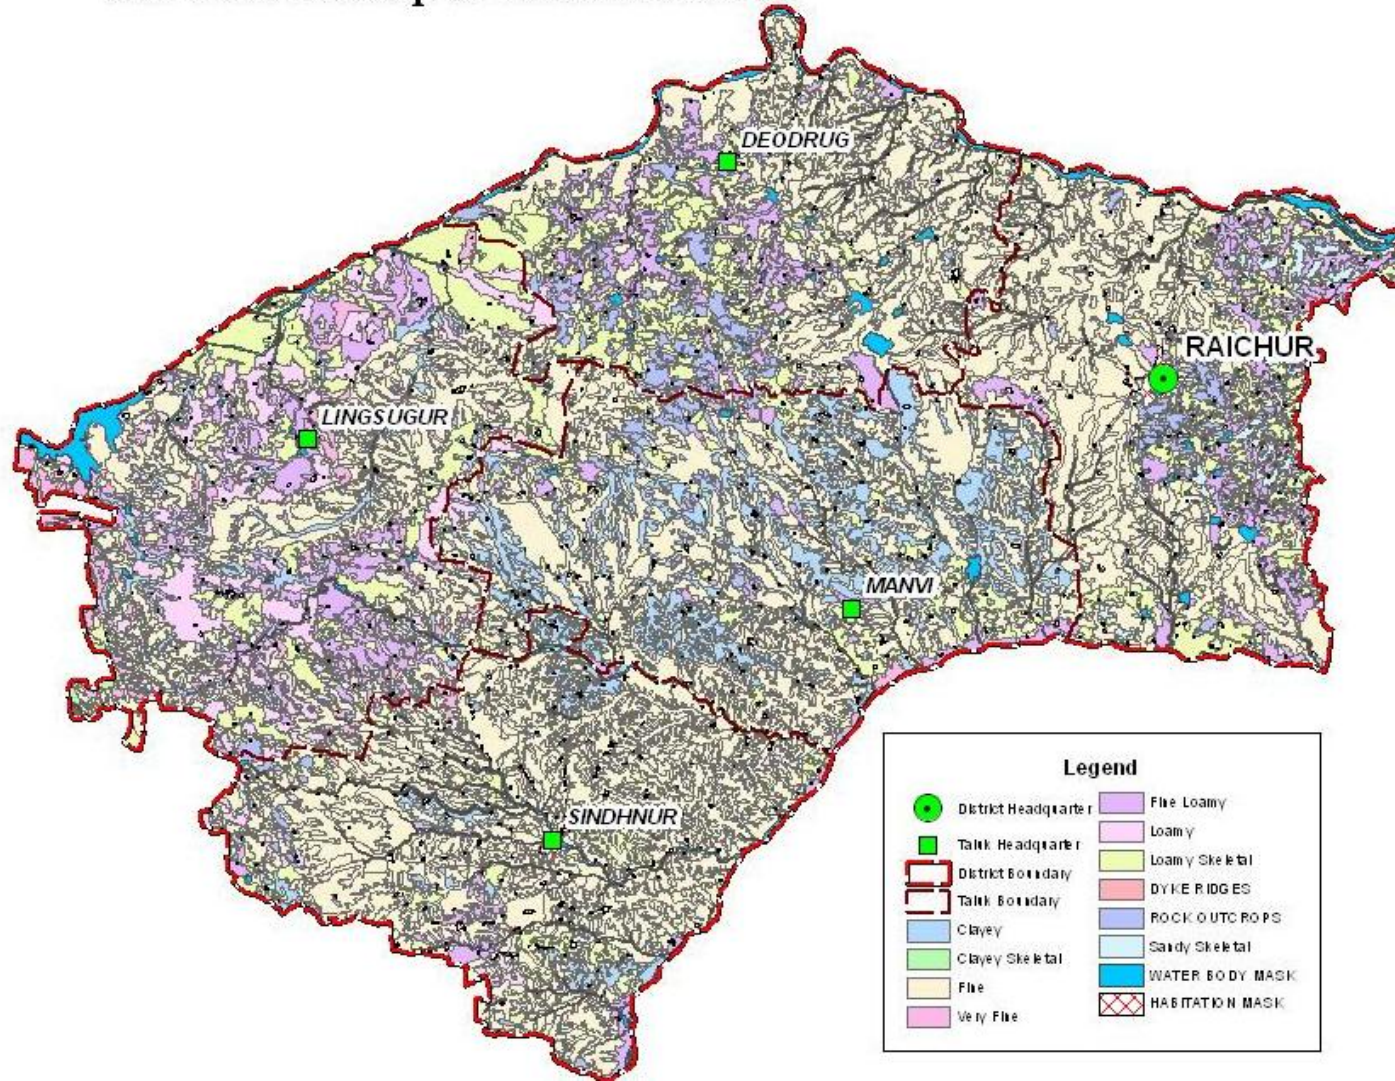 DEODRUG
RAICHUR
LINGSUGUR
MANVI
SINDHNUR
Legend
District Headquarter
Taluk Headquarter
District Boundary
Taluk Boundary
Clayey
Clayey Skeletal
Fine
Very Fine
Fine Loamy
Loamy
Loamy Skeletal
DYKE RIDGES
ROCK OUTCROPS
Sandy Skeletal
WATER BODY MASK
HABITATION MASK